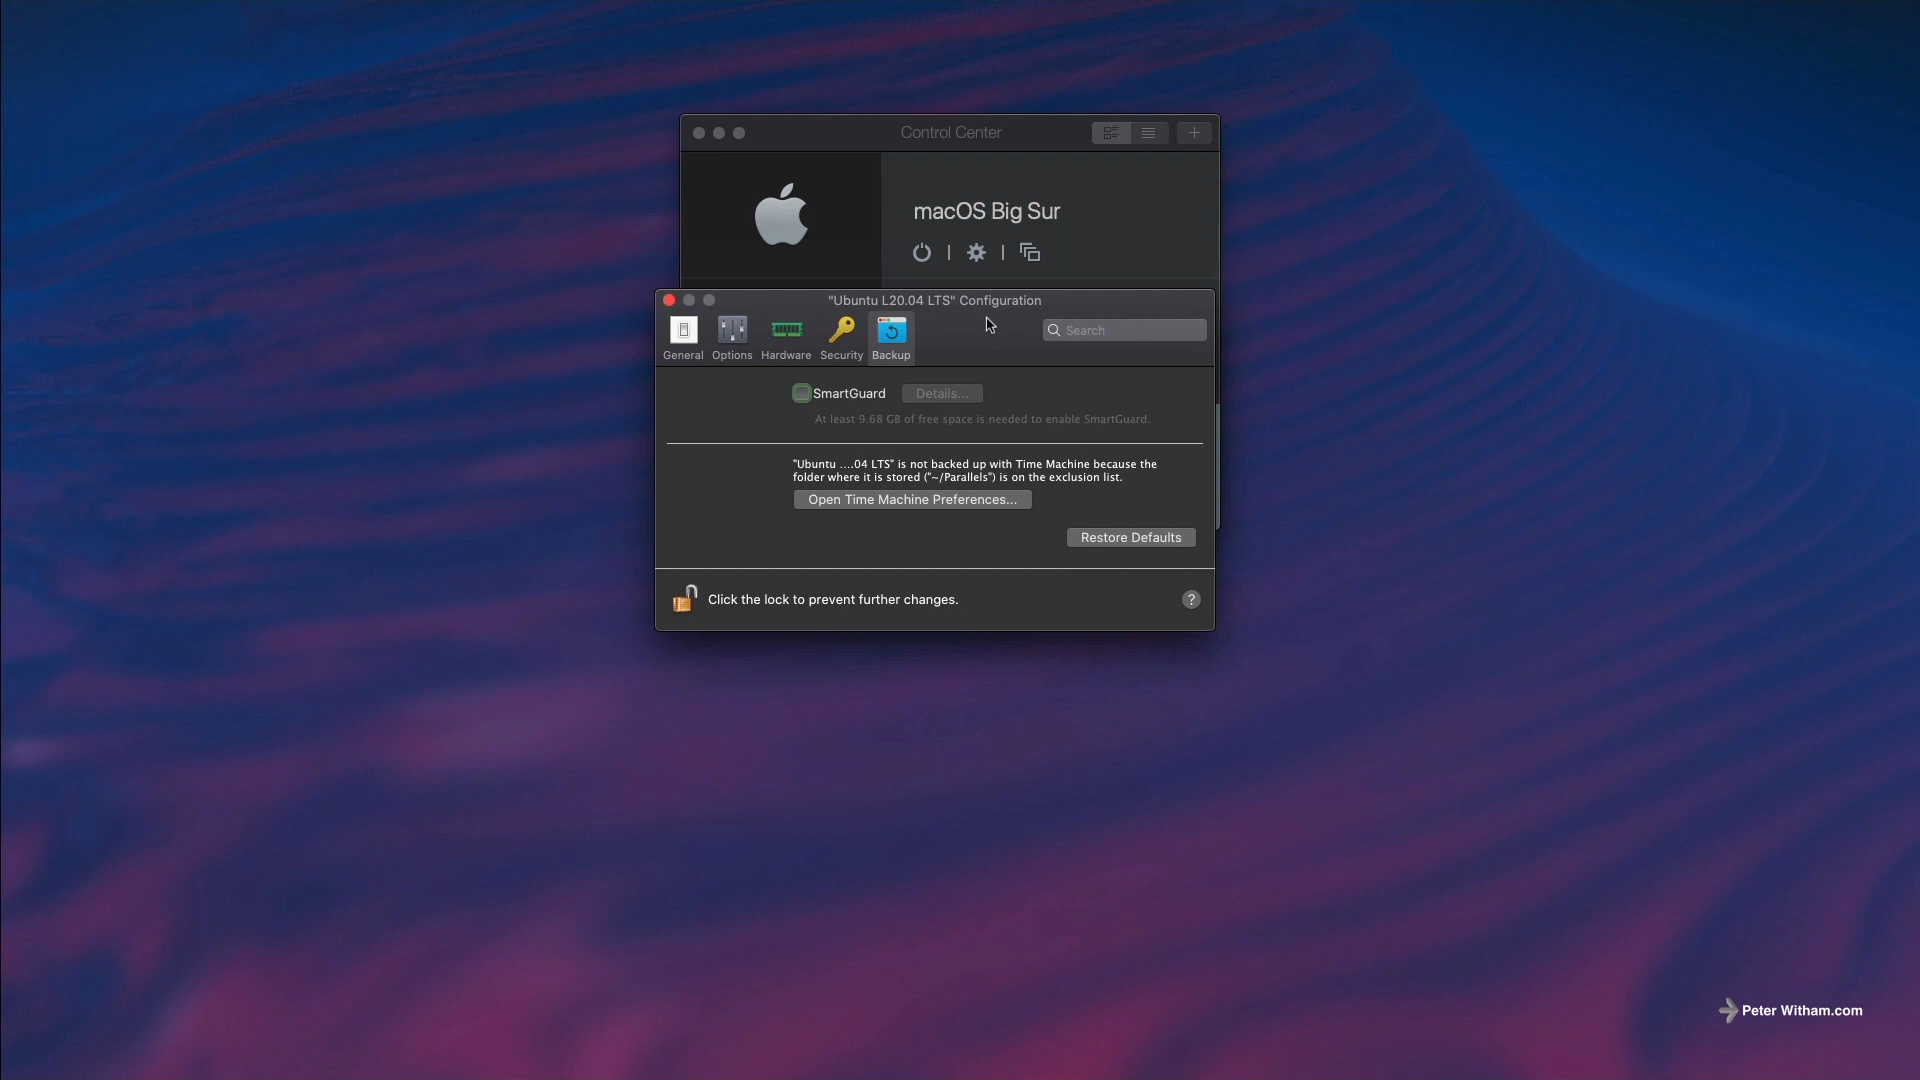 Control Center
macOS Big Sur
"Ubuntu L20.04 LTS" Configuration
General Options Hardware Security Backup
Search
SmartGuard Details...
At least 9.68 GB of free space is needed to enable SmartGuard.
"Ubuntu ....04 LTS" is not backed up with Time Machine because the
folder where it is stored ("~/Parallels") is on the exclusion list.
Open Time Machine Preferences...
Restore Defaults
Click the lock to prevent further changes.
?
Peter Witham.com